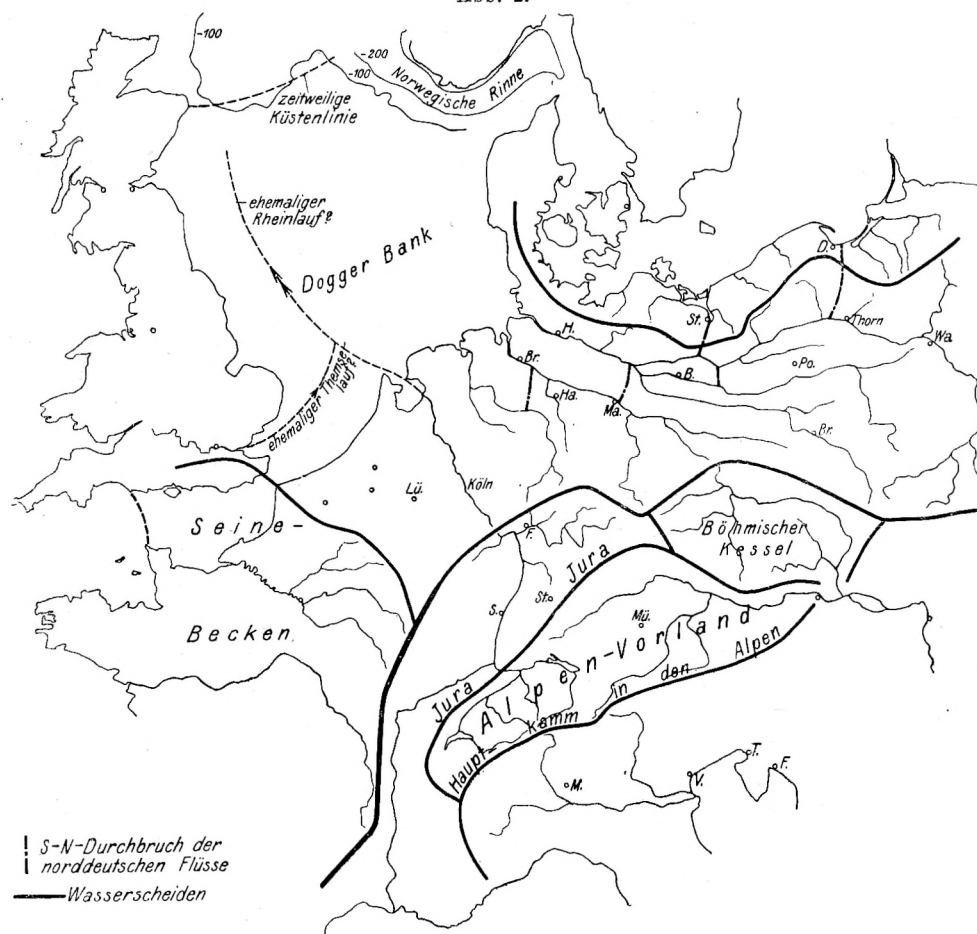 -100
-200
-100
Norwegische Rinne
zeitweilige
Küstenlinie
ehemaliger
Rheinlauf?
Dogger Bank
ehemaliger Themse-
lauf?
D.
St.
Thorn
H.
Br.
B.
Po.
Wa.
Ha.
Ma.
Br.
Lü.
Köln
Seine-
Becken
F.
Jura
Böhmischer
Kessel
S.
St.
Mü.
Jura
Alpen-Vorland
Haupt-Kamm in den Alpen
M.
V.
T.
F.
S-N-Durchbruch der
norddeutschen Flüsse
Wasserscheiden